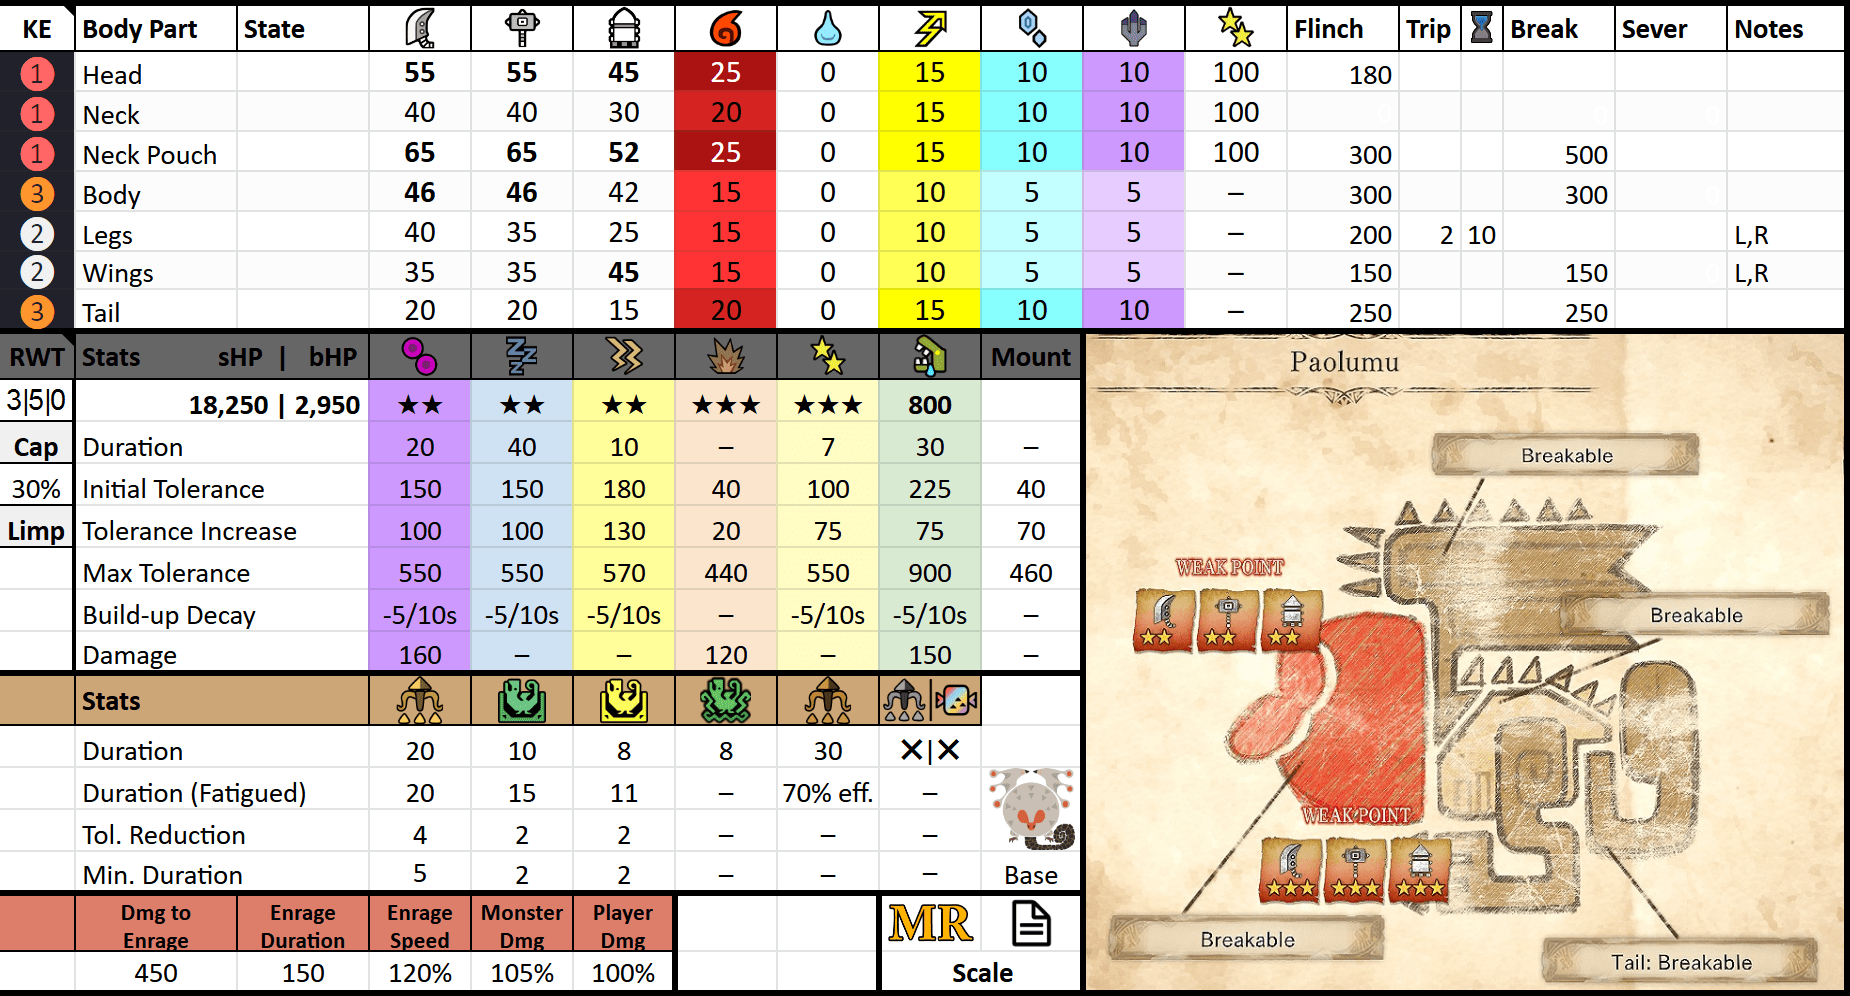 KE Body Part State Flinch Trip Break Sever Notes
1 Head 55 55 45 25 0 15 10 10 100 180
1 Neck 40 40 30 20 0 15 10 10 100
1 Neck Pouch 65 65 52 25 0 15 10 10 100 300 500
3 Body 46 46 42 15 0 10 5 5 – 300 300
2 Legs 40 35 25 15 0 10 5 5 – 200 2 10 L,R
2 Wings 35 35 45 15 0 10 5 5 – 150 150 L,R
3 Tail 20 20 15 20 0 15 10 10 – 250 250
RWT Stats sHP | bHP Mount
3|5|0 18,250 | 2,950 ★★ ★★ ★★ ★★★ ★★★ 800
Cap Duration 20 40 10 – 7 30 –
30% Initial Tolerance 150 150 180 40 100 225 40
Limp Tolerance Increase 100 100 130 20 75 75 70
Max Tolerance 550 550 570 440 550 900 460
Build-up Decay -5/10s -5/10s -5/10s – -5/10s -5/10s –
Damage 160 – – 120 – 150 –
Stats
Duration 20 10 8 8 30 ✕|✕
Duration (Fatigued) 20 15 11 – 70% eff. –
Tol. Reduction 4 2 2 – – –
Min. Duration 5 2 2 – – – Base
Dmg to Enrage Enrage Duration Enrage Speed Monster Dmg Player Dmg MR
450 150 120% 105% 100% Scale
Paolumu
Breakable
WEAK POINT
Breakable
★★ ★★ ★★
WEAK POINT
★★★ ★★★ ★★★
Breakable
Tail: Breakable